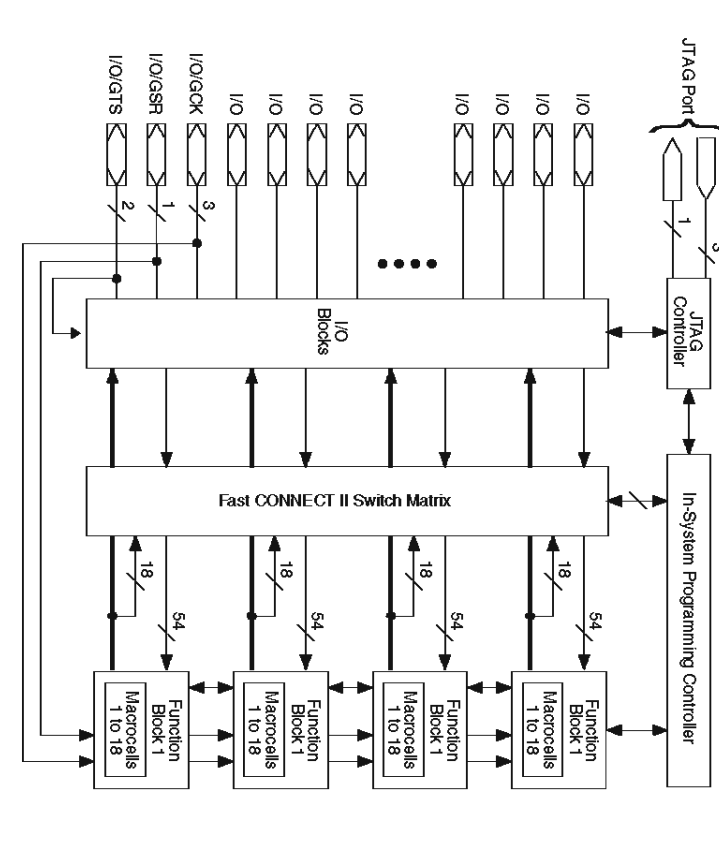 JTAG Port
1
3
JTAG
Controller
In-System Programming Controller
I/O
I/O
I/O
I/O
I/O
I/O
I/O
I/O
I/O/GCK
I/O/GSR
I/O/GTS
3
1
2
I/O
Blocks
Fast CONNECT II Switch Matrix
54
18
Function
Block 1
Macrocells
1 to 18
54
18
Function
Block 1
Macrocells
1 to 18
54
18
Function
Block 1
Macrocells
1 to 18
54
18
Function
Block 1
Macrocells
1 to 18